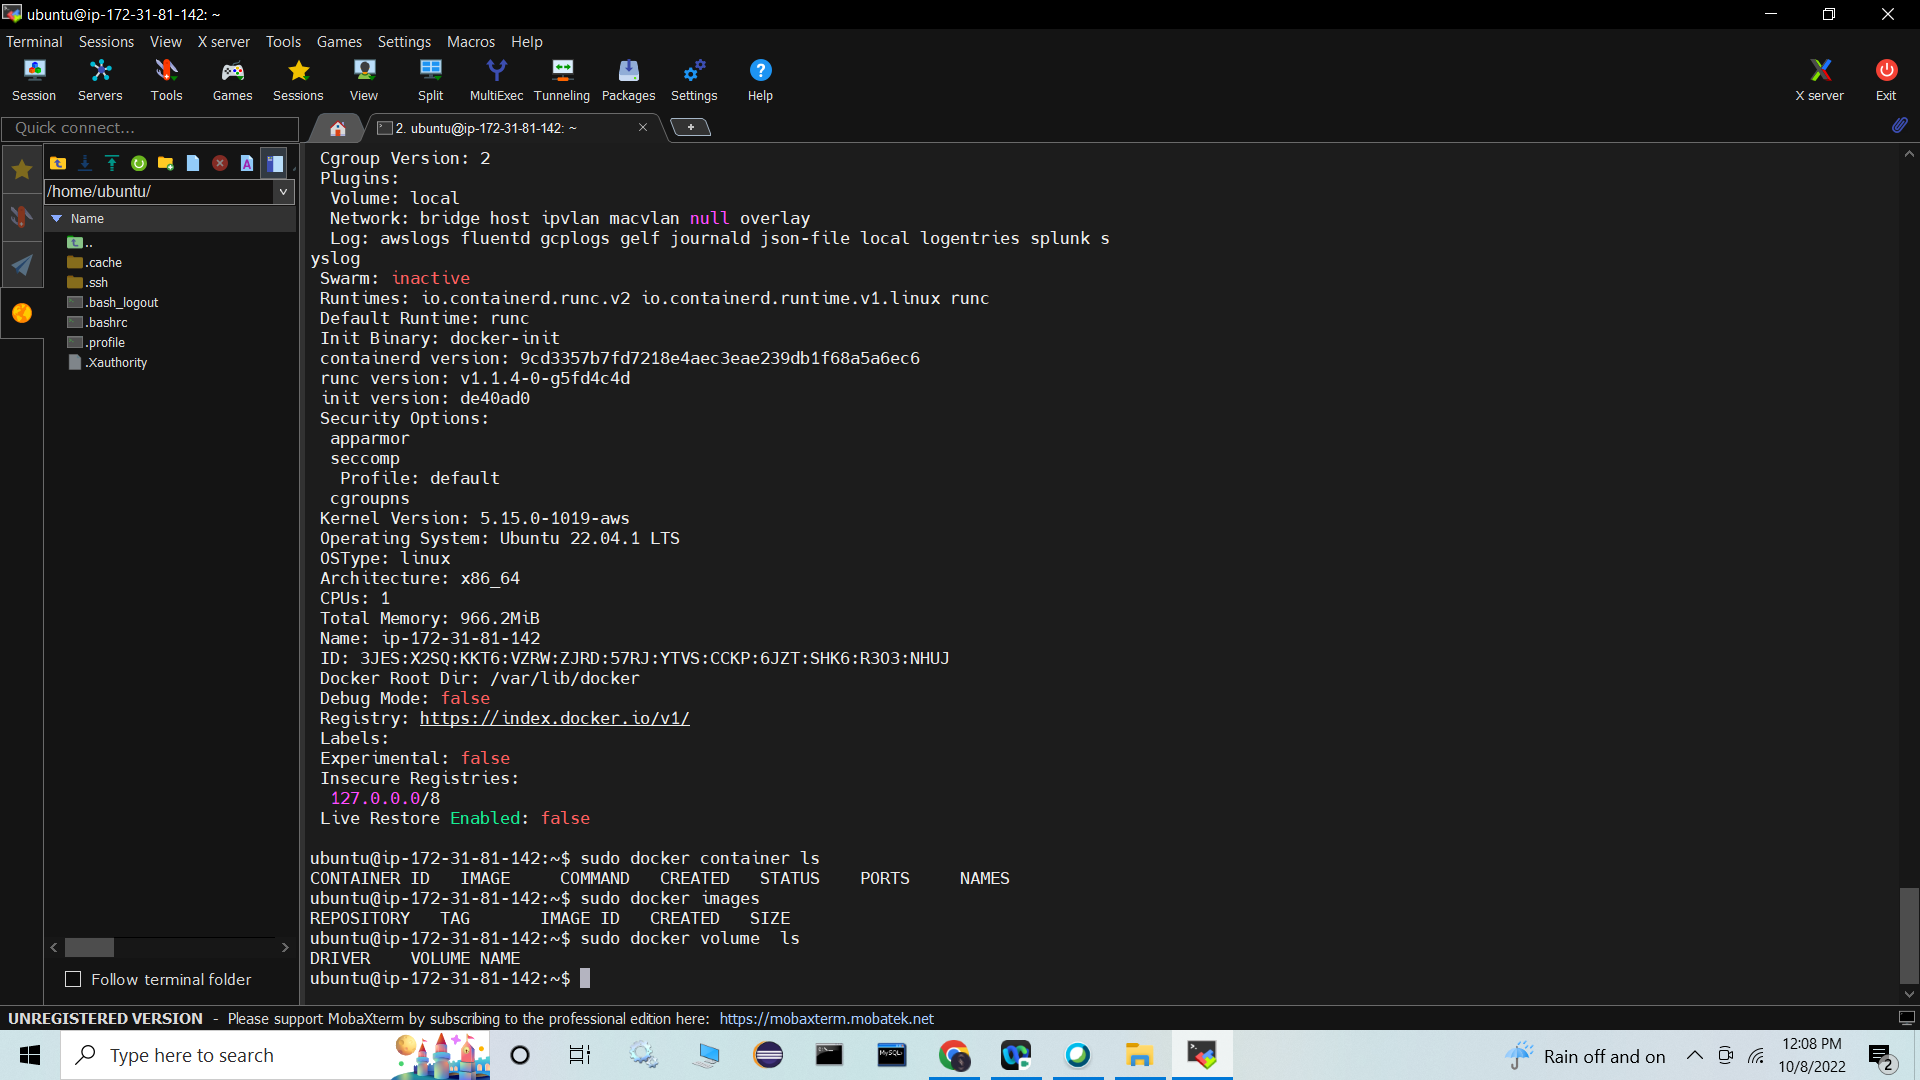 ubuntu@ip-172-31-81-142: ~
Terminal Sessions View X server Tools Games Settings Macros Help
Session Servers Tools Games Sessions View Split MultiExec Tunneling Packages Settings Help X server Exit
Quick connect...
2. ubuntu@ip-172-31-81-142: ~
/home/ubuntu/
Name
..
.cache
.ssh
.bash_logout
.bashrc
.profile
.Xauthority
Follow terminal folder
Cgroup Version: 2
Plugins:
Volume: local
Network: bridge host ipvlan macvlan null overlay
Log: awslogs fluentd gcplogs gelf journald json-file local logentries splunk s
yslog
Swarm: inactive
Runtimes: io.containerd.runc.v2 io.containerd.runtime.v1.linux runc
Default Runtime: runc
Init Binary: docker-init
containerd version: 9cd3357b7fd7218e4aec3eae239db1f68a5a6ec6
runc version: v1.1.4-0-g5fd4c4d
init version: de40ad0
Security Options:
apparmor
seccomp
Profile: default
cgroupns
Kernel Version: 5.15.0-1019-aws
Operating System: Ubuntu 22.04.1 LTS
OSType: linux
Architecture: x86_64
CPUs: 1
Total Memory: 966.2MiB
Name: ip-172-31-81-142
ID: 3JES:X2SQ:KKT6:VZRW:ZJRD:57RJ:YTVS:CCKP:6JZT:SHK6:R3O3:NHUJ
Docker Root Dir: /var/lib/docker
Debug Mode: false
Registry: https://index.docker.io/v1/
Labels:
Experimental: false
Insecure Registries:
127.0.0.0/8
Live Restore Enabled: false
ubuntu@ip-172-31-81-142:~$ sudo docker container ls
CONTAINER ID IMAGE COMMAND CREATED STATUS PORTS NAMES
ubuntu@ip-172-31-81-142:~$ sudo docker images
REPOSITORY TAG IMAGE ID CREATED SIZE
ubuntu@ip-172-31-81-142:~$ sudo docker volume  ls
DRIVER VOLUME NAME
ubuntu@ip-172-31-81-142:~$
UNREGISTERED VERSION - Please support MobaXterm by subscribing to the professional edition here: https://mobaxterm.mobatek.net
Type here to search
MySQL
Rain off and on
12:08 PM
10/8/2022
2